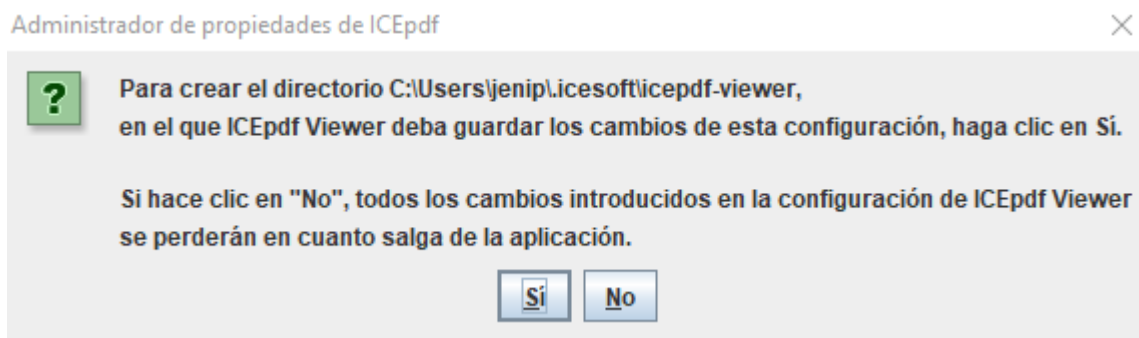 Administrador de propiedades de ICEpdf
Para crear el directorio C:\Users\jenip\.icesoft\icepdf-viewer,
en el que ICEpdf Viewer deba guardar los cambios de esta configuración, haga clic en Sí.
Si hace clic en "No", todos los cambios introducidos en la configuración de ICEpdf Viewer
se perderán en cuanto salga de la aplicación.
Sí No